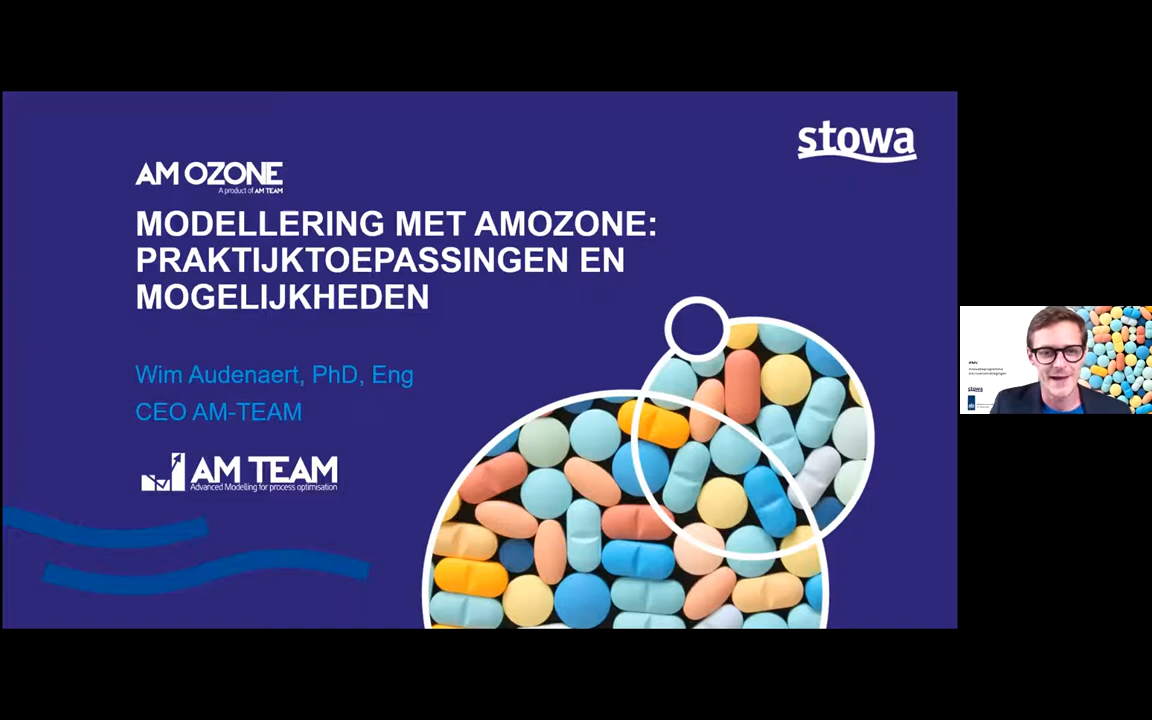 stowa
AM OZONE
A product of AM TEAM
MODELLERING MET AMOZONE:
PRAKTIJKTOEPASSINGEN EN
MOGELIJKHEDEN
Wim Audenaert, PhD, Eng
CEO AM-TEAM
AM TEAM
Advanced Modelling for process optimisation
stowa